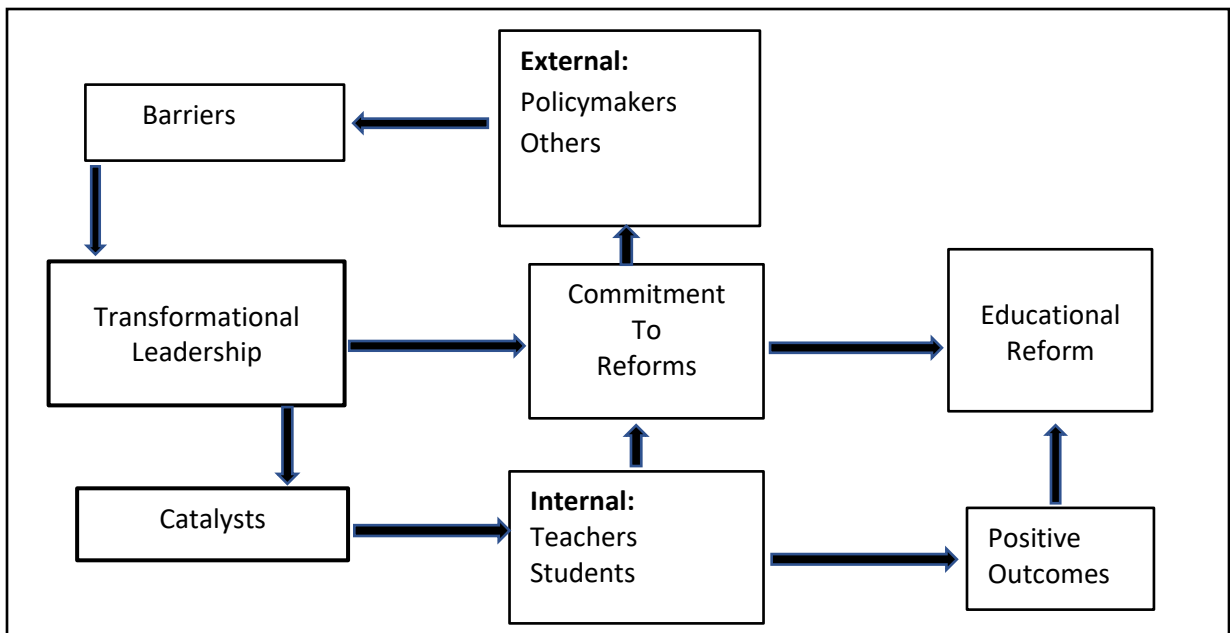 External:
Policymakers
Others
Barriers
Transformational
Leadership
Commitment
To
Reforms
Educational
Reform
Catalysts
Internal:
Teachers
Students
Positive
Outcomes